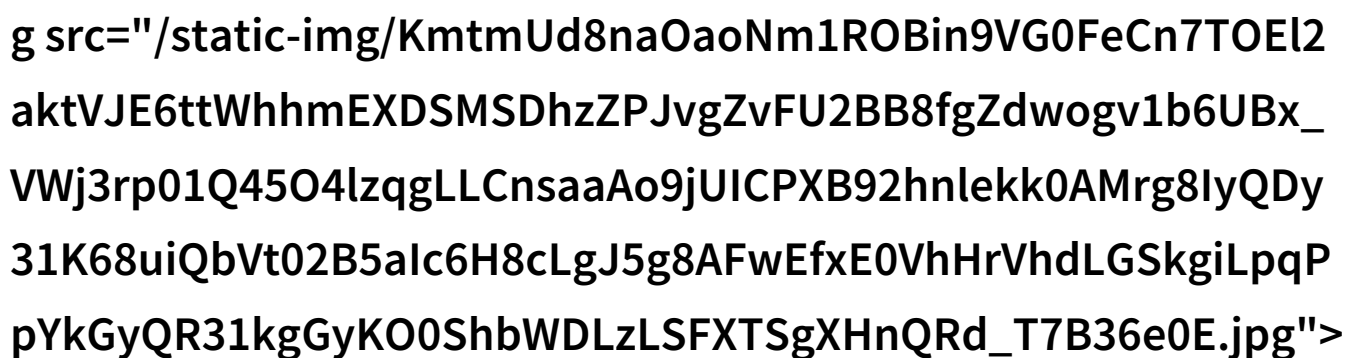 g src="/static-img/KmtmUd8naOaoNm1ROBin9VG0FeCn7TOEl2
aktVJE6ttWhhmEXDSMSDhzZPJvgZvFU2BB8fgZdwogv1b6UBx_
VWj3rp01Q45O4lzqgLLCnsaaAo9jUICPXB92hnlekk0AMrg8IyQDy
31K68uiQbVt02B5aIc6H8cLgJ5g8AFwEfxE0VhHrVhdLGSkgiLpqP
pYkGyQR31kgGyKO0ShbWDLzLSFXTSgXHnQRd_T7B36e0E.jpg">